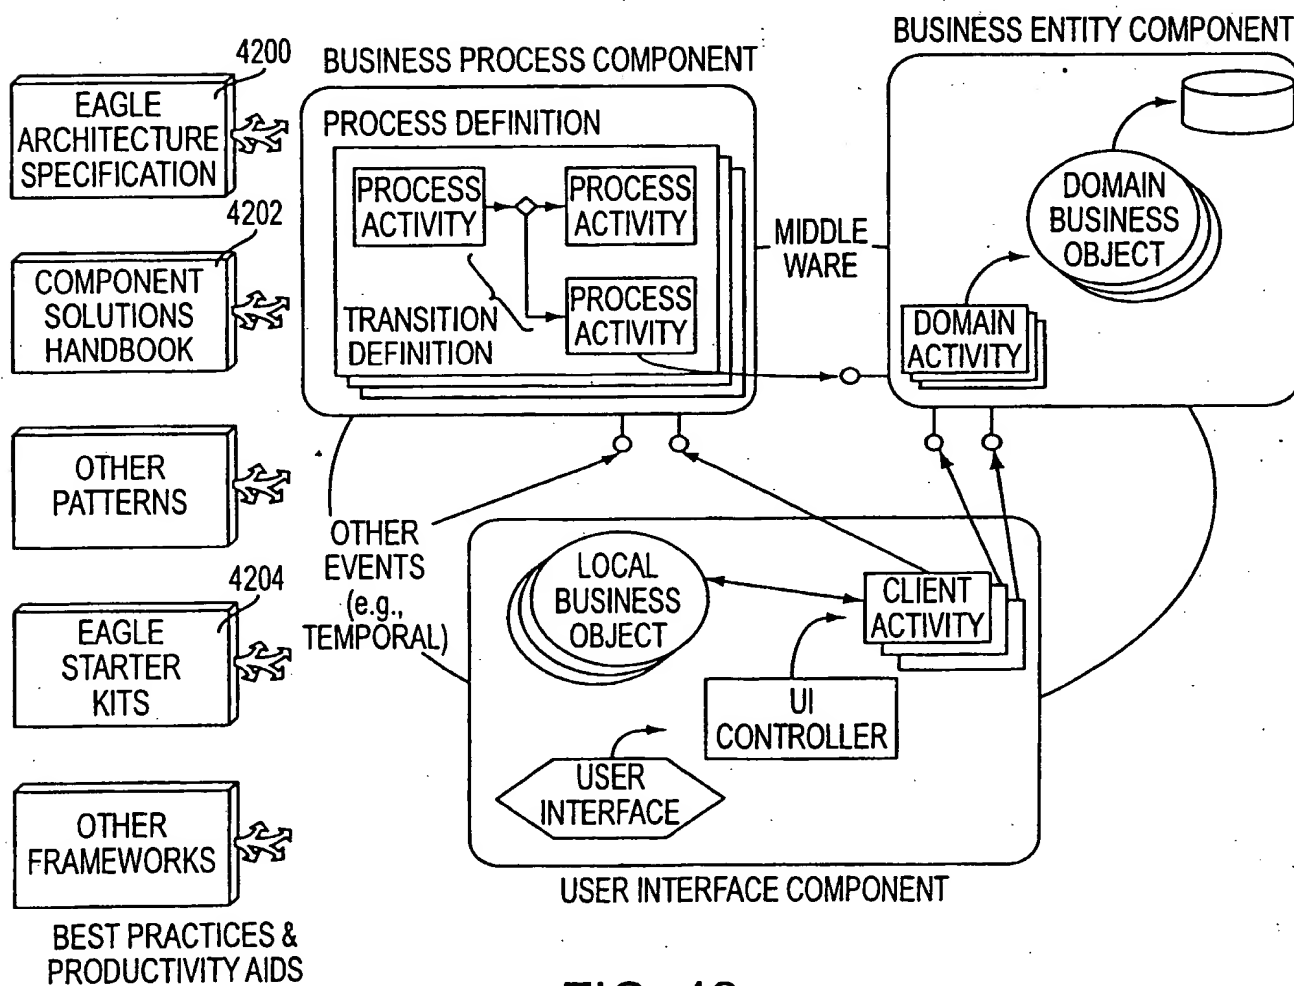 4200
EAGLE
ARCHITECTURE
SPECIFICATION
4202
COMPONENT
SOLUTIONS
HANDBOOK
OTHER
PATTERNS
4204
EAGLE
STARTER
KITS
OTHER
FRAMEWORKS
BEST PRACTICES &
PRODUCTIVITY AIDS
BUSINESS PROCESS COMPONENT
PROCESS DEFINITION
PROCESS
ACTIVITY
PROCESS
ACTIVITY
PROCESS
ACTIVITY
TRANSITION
DEFINITION
MIDDLE
WARE
BUSINESS ENTITY COMPONENT
DOMAIN
BUSINESS
OBJECT
DOMAIN
ACTIVITY
OTHER
EVENTS
(e.g.,
TEMPORAL)
LOCAL
BUSINESS
OBJECT
CLIENT
ACTIVITY
UI
CONTROLLER
USER
INTERFACE
USER INTERFACE COMPONENT